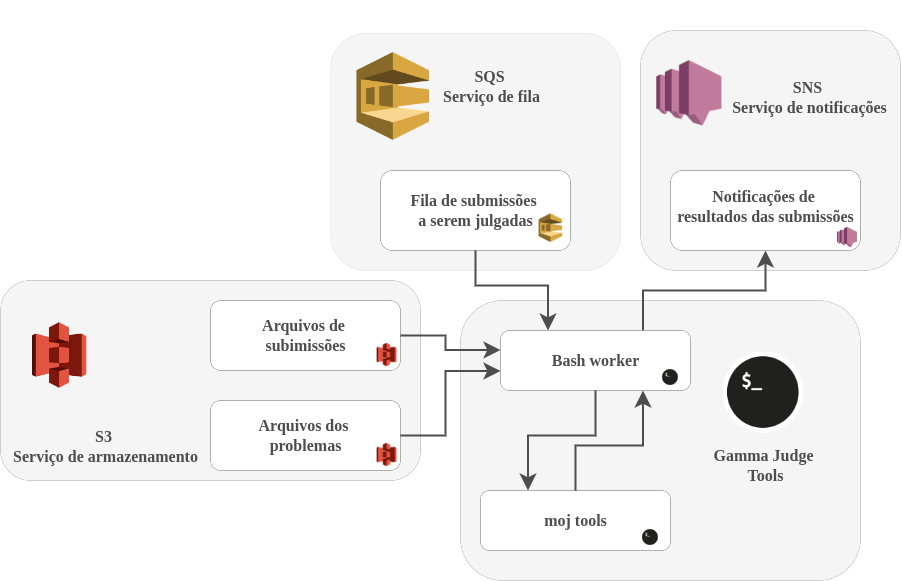 SQS
Serviço de fila
SNS
Serviço de notificações
Fila de submissões
a serem julgadas
Notificações de
resultados das submissões
Arquivos de
subimissões
Bash worker
$_
S3
Serviço de armazenamento
Arquivos dos
problemas
Gamma Judge
Tools
moj tools